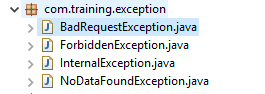 com.training.exception
BadRequestException.java
ForbiddenException.java
InternalException.java
NoDataFoundException.java